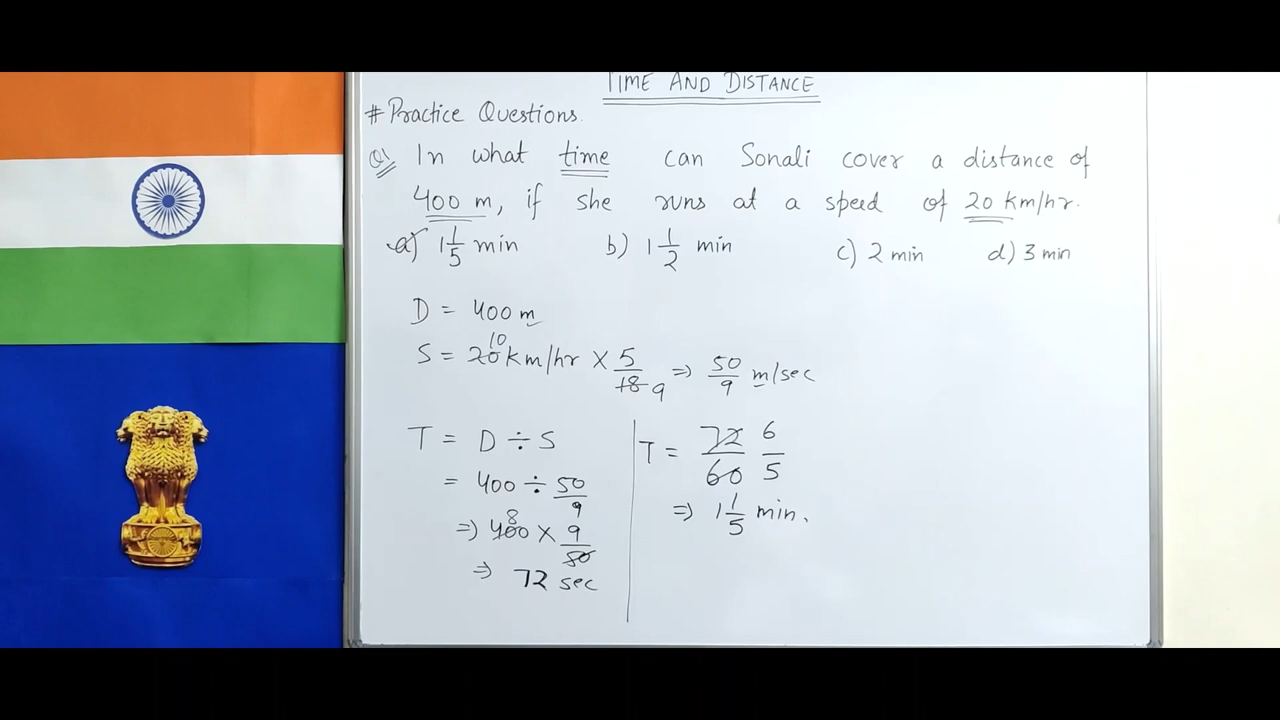 TIME AND DISTANCE
# Practice Questions.
Q) In what time can Sonali cover a distance of
400 m, if she runs at a speed of 20 km/hr.
a) 1 1/5 min b) 1 1/2 min c) 2 min d) 3 min
D = 400 m
S = 20 km/hr × 5/18 ⇒ 50/9 m/sec
10 9
T = D ÷ S
= 400 ÷ 50/9
⇒ 400 × 9/50
8
⇒ 72 sec
T = 72/60 6/5
⇒ 1 1/5 min.